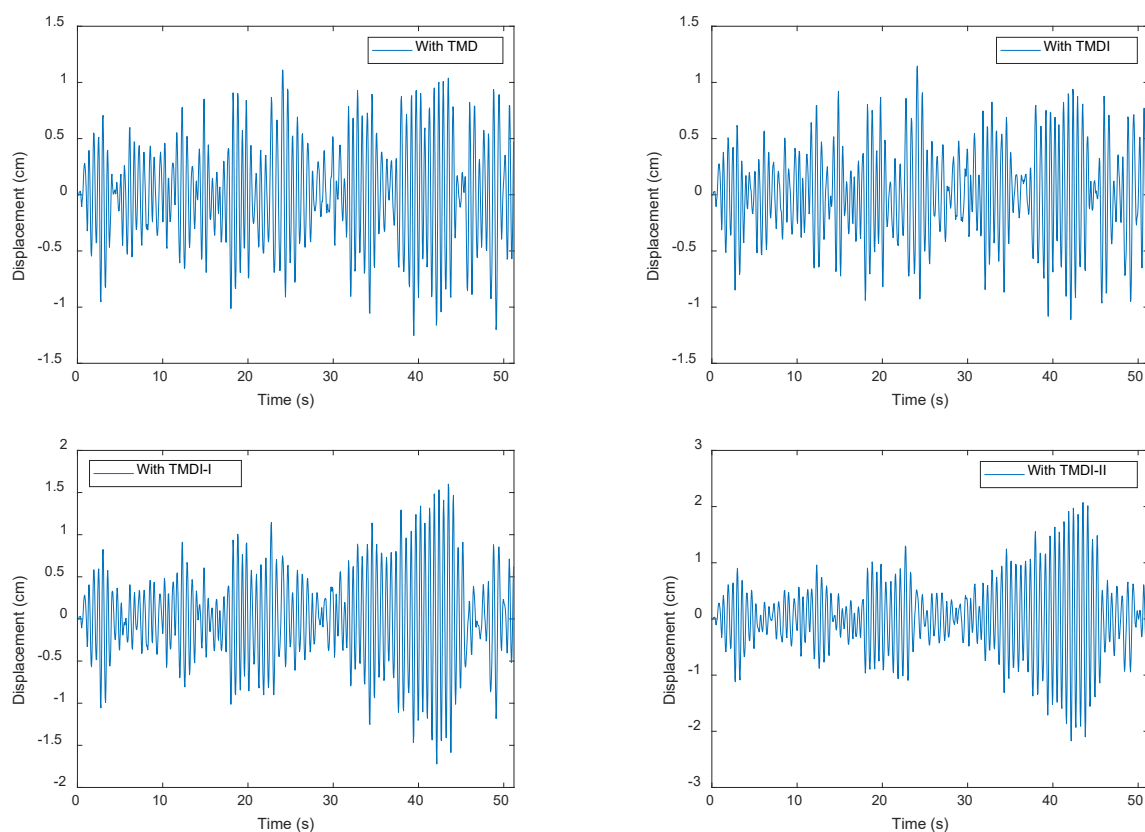 1.5
With TMD
1
0.5
0
-0.5
-1
-1.5
Displacement (cm)
0 10 20 30 40 50
Time (s)
1.5
With TMDI
1
0.5
0
-0.5
-1
-1.5
Displacement (cm)
0 10 20 30 40 50
Time (s)
2
With TMDI-I
1.5
1
0.5
0
-0.5
-1
-1.5
-2
Displacement (cm)
0 10 20 30 40 50
Time (s)
3
With TMDI-II
2
1
0
-1
-2
-3
Displacement (cm)
0 10 20 30 40 50
Time (s)